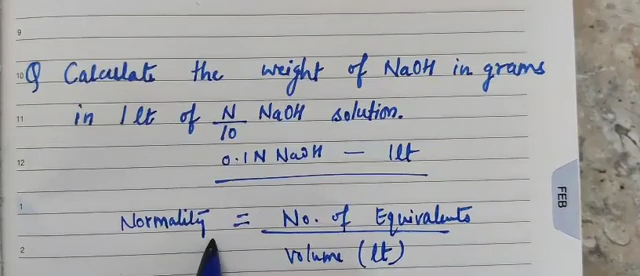 9
10 Q Calculate the weight of NaOH in grams
11 in 1 lt of N/10 NaOH solution.
12 0.1N NaOH — 1lt
1 Normality = No. of Equivalents
2 Volume (lt)
FEB